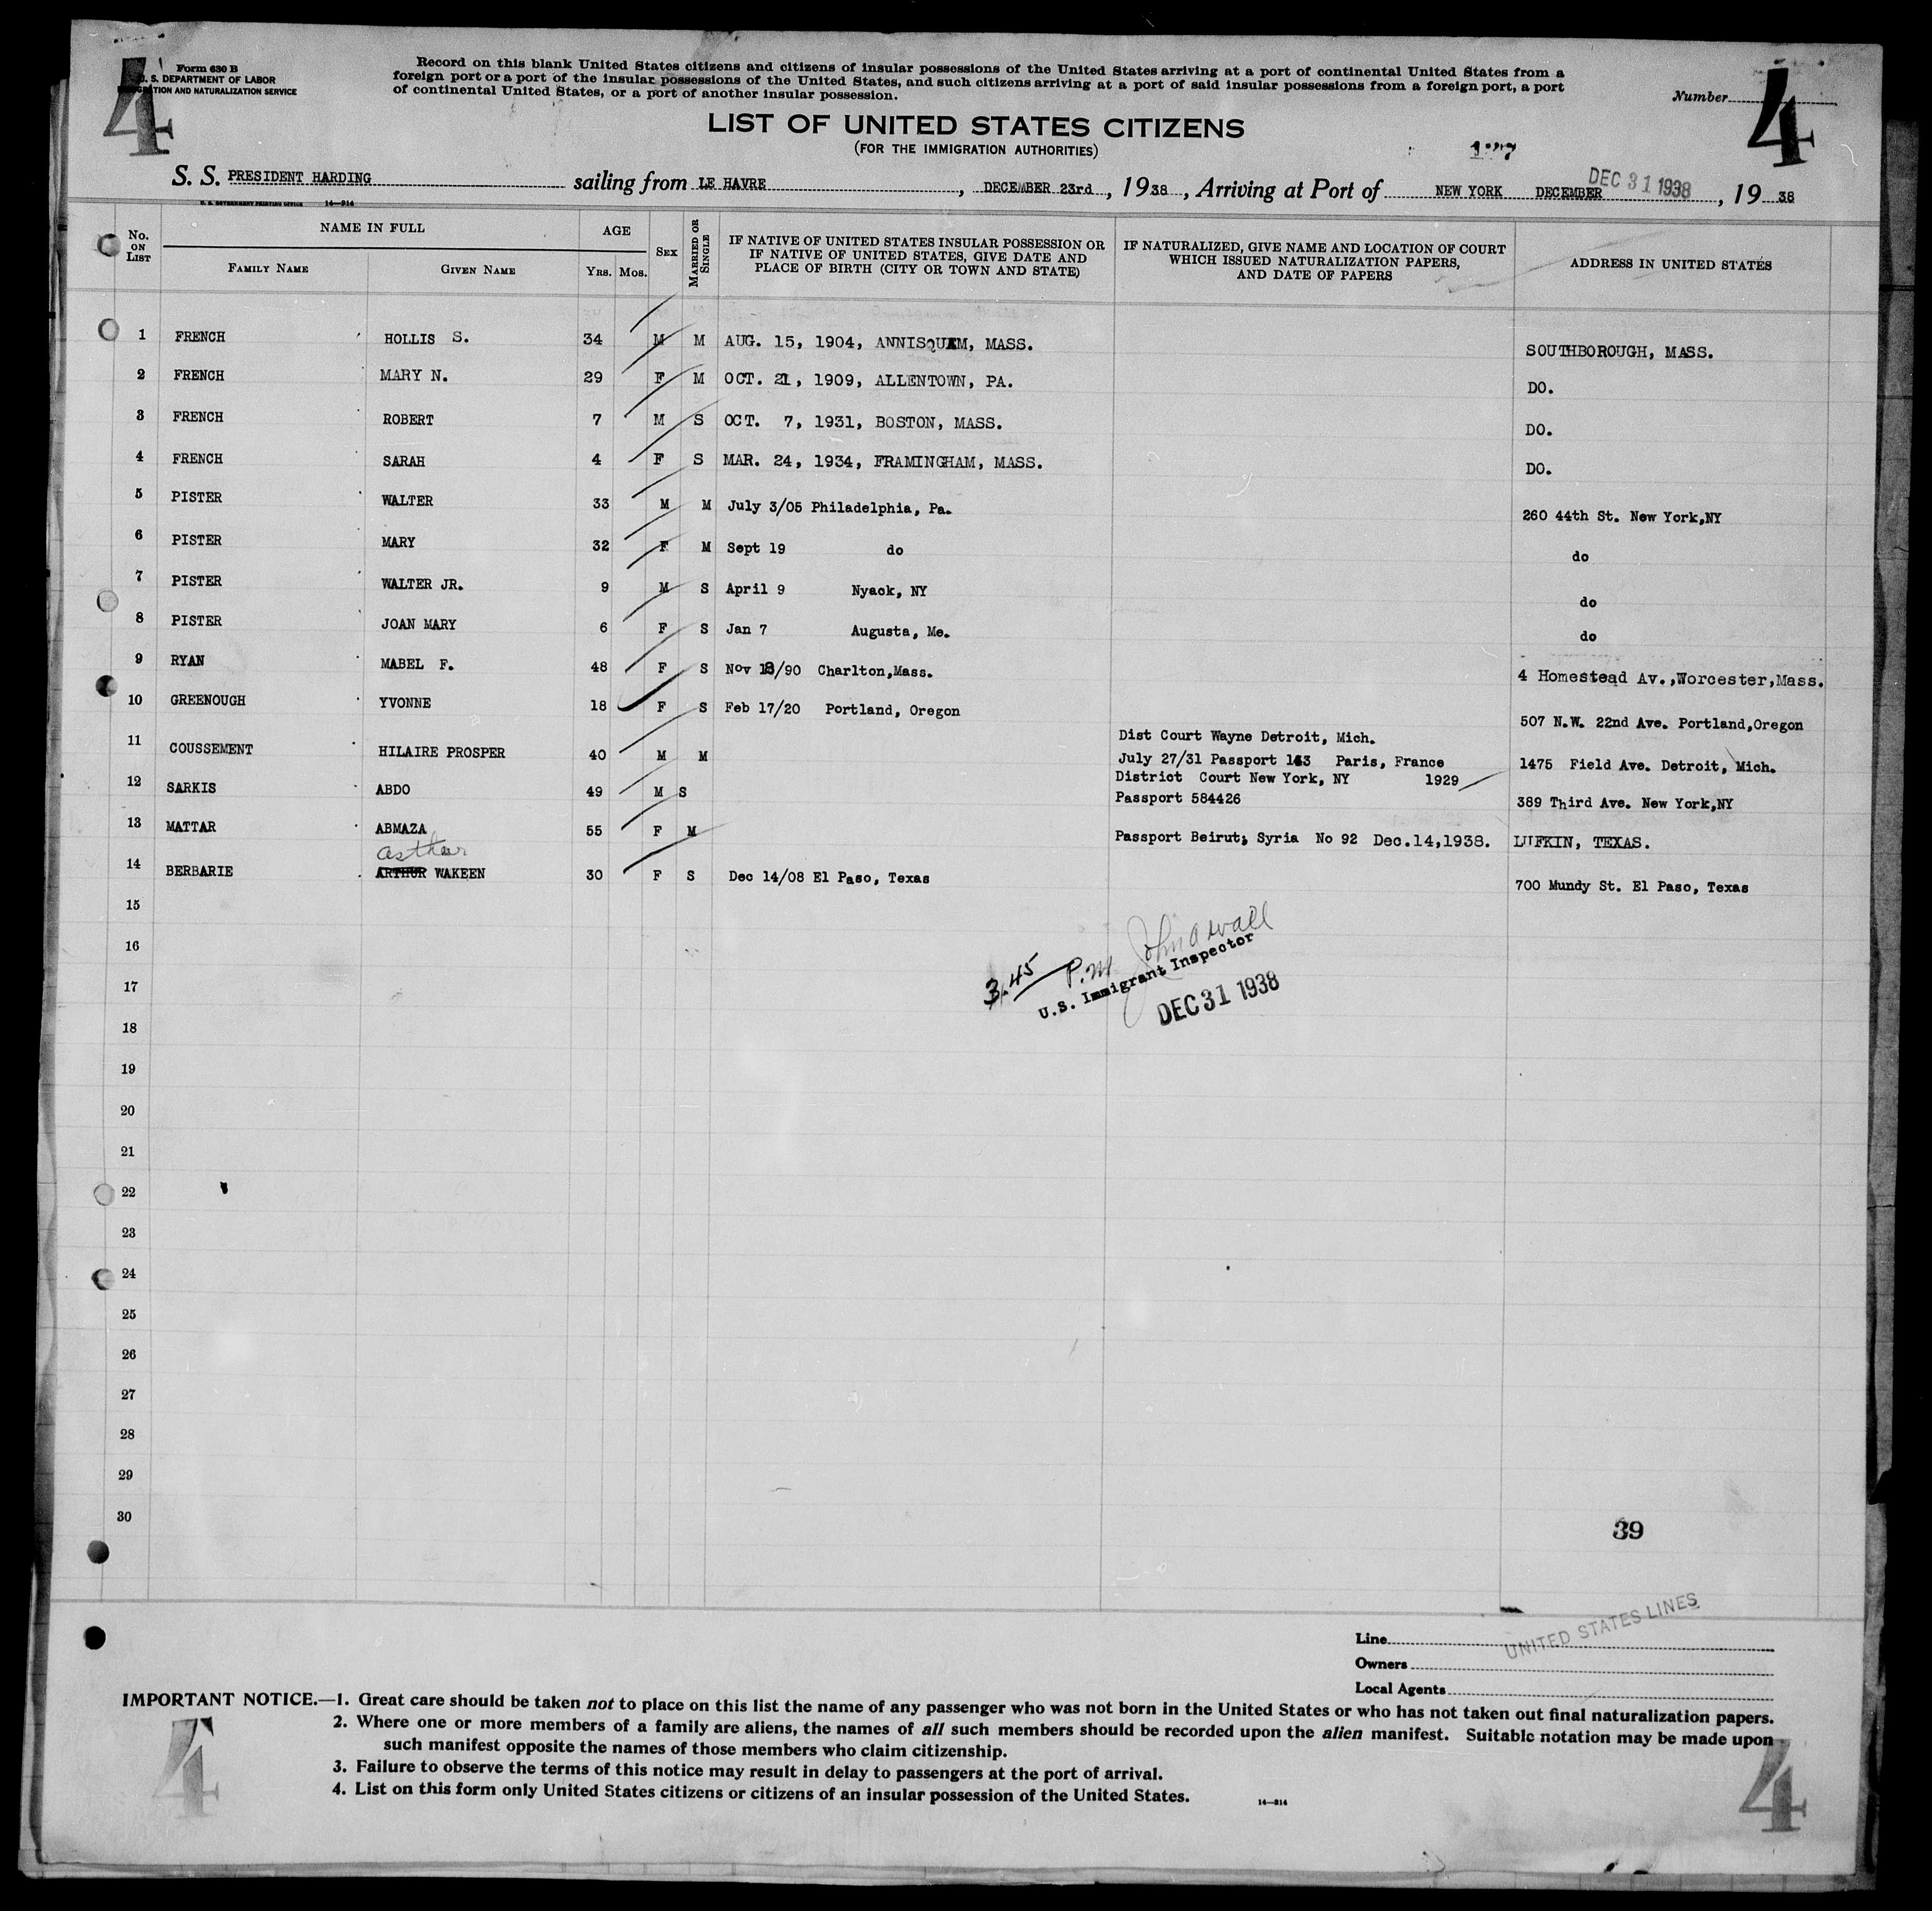 4
4
Form 630 B
U. S. DEPARTMENT OF LABOR
IMMIGRATION AND NATURALIZATION SERVICE
Record on this blank United States citizens and citizens of insular possessions of the United States arriving at a port of continental United States from a
foreign port or a port of the insular possessions of the United States, and such citizens arriving at a port of said insular possessions from a foreign port, a port
of continental United States, or a port of another insular possession.
Number
LIST OF UNITED STATES CITIZENS
(FOR THE IMMIGRATION AUTHORITIES)
S. S. PRESIDENT HARDING sailing from LE HAVRE, DECEMBER 23rd, 1938, Arriving at Port of NEW YORK DECEMBER DEC 31 1938, 19 38
U. S. GOVERNMENT PRINTING OFFICE 14—814
No. ON LIST NAME IN FULL AGE SEX MARRIED OR SINGLE IF NATIVE OF UNITED STATES INSULAR POSSESSION OR IF NATIVE OF UNITED STATES, GIVE DATE AND PLACE OF BIRTH (CITY OR TOWN AND STATE) IF NATURALIZED, GIVE NAME AND LOCATION OF COURT WHICH ISSUED NATURALIZATION PAPERS, AND DATE OF PAPERS ADDRESS IN UNITED STATES
FAMILY NAME GIVEN NAME YRS. MOS.
1 FRENCH HOLLIS S. 34 M M AUG. 15, 1904, ANNISQUAM, MASS. SOUTHBOROUGH, MASS.
2 FRENCH MARY N. 29 F M OCT. 21, 1909, ALLENTOWN, PA. DO.
3 FRENCH ROBERT 7 M S OCT. 7, 1931, BOSTON, MASS. DO.
4 FRENCH SARAH 4 F S MAR. 24, 1934, FRAMINGHAM, MASS. DO.
5 PISTER WALTER 33 M M July 3/05 Philadelphia, Pa. 260 44th St. New York,NY
6 PISTER MARY 32 F M Sept 19 do do
7 PISTER WALTER JR. 9 M S April 9 Nyack, NY do
8 PISTER JOAN MARY 6 F S Jan 7 Augusta, Me. do
9 RYAN MABEL F. 48 F S Nov 18/90 Charlton,Mass. 4 Homestead Av.,Worcester,Mass.
10 GREENOUGH YVONNE 18 F S Feb 17/20 Portland, Oregon 507 N.W. 22nd Ave. Portland,Oregon
Dist Court Wayne Detroit, Mich.
11 COUSSEMENT HILAIRE PROSPER 40 M M July 27/31 Passport 163 Paris, France 1475 Field Ave. Detroit, Mich.
District Court New York, NY 1929
12 SARKIS ABDO 49 M S Passport 584426 389 Third Ave. New York,NY
13 MATTAR ABMAZA 55 F M Passport Beirut, Syria No 92 Dec.14,1938. LUFKIN, TEXAS.
asther
14 BERBARIE ARTHUR WAKEEN 30 F S Dec 14/08 El Paso, Texas 700 Mundy St. El Paso, Texas
15
16
3.45 P.M. John A Wall
17
U.S. Immigrant Inspector
DEC 31 1938
18
19
20
21
22
23
24
25
26
27
28
29
30
39
Line UNITED STATES LINES
Owners
Local Agents
IMPORTANT NOTICE.—1. Great care should be taken not to place on this list the name of any passenger who was not born in the United States or who has not taken out final naturalization papers.
2. Where one or more members of a family are aliens, the names of all such members should be recorded upon the alien manifest. Suitable notation may be made upon
such manifest opposite the names of those members who claim citizenship.
3. Failure to observe the terms of this notice may result in delay to passengers at the port of arrival.
4. List on this form only United States citizens or citizens of an insular possession of the United States.
14—814
4
4